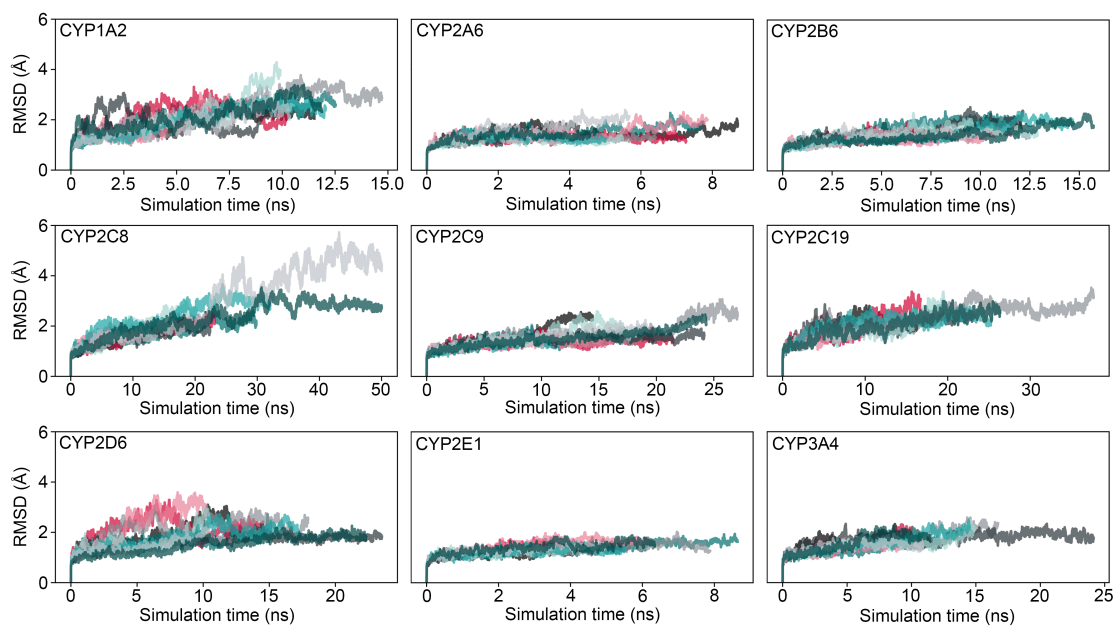 6 CYP1A2 CYP2A6 CYP2B6
4
2
0
RMSD (Å)
0 2.5 5.0 7.5 10.0 12.5 15.0 0 2 4 6 8 0 2.5 5.0 7.5 10.0 12.5 15.0
Simulation time (ns) Simulation time (ns) Simulation time (ns)
6 CYP2C8 CYP2C9 CYP2C19
4
2
0
RMSD (Å)
0 10 20 30 40 50 0 5 10 15 20 25 0 10 20 30
Simulation time (ns) Simulation time (ns) Simulation time (ns)
6 CYP2D6 CYP2E1 CYP3A4
4
2
0
RMSD (Å)
0 5 10 15 20 0 2 4 6 8 0 5 10 15 20 25
Simulation time (ns) Simulation time (ns) Simulation time (ns)